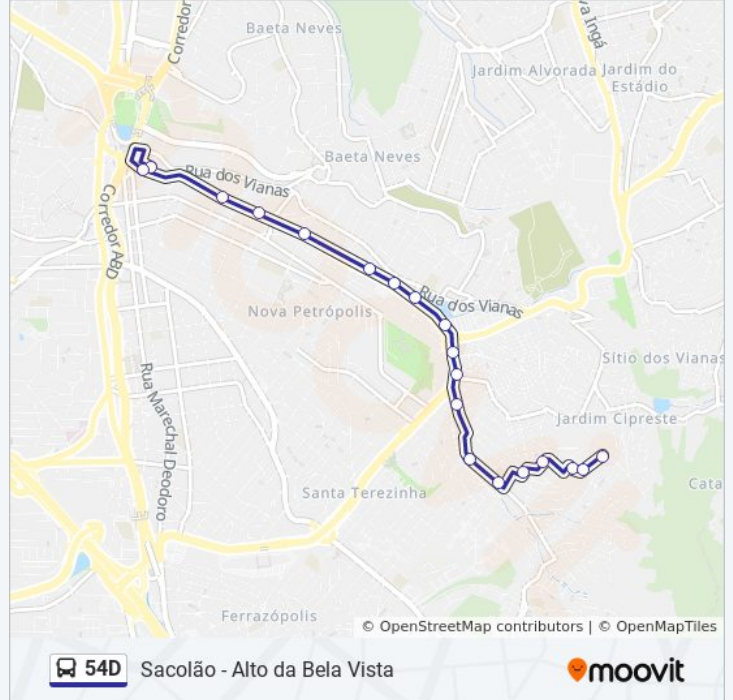 Corredor
Baeta Neves
va Ingá
Jardim Alvorada
Jardim do
Estádio
Baeta Neves
Rua dos Vianas
Corredor ABD
Nova Petrópolis
Rua dos Vianas
Sítio dos Vianas
Rua Marechal Deodoro
Jardim Cipreste
Santa Terezinha
Cata
Ferrazópolis
© OpenStreetMap contributors | © OpenMapTiles
54D Sacolão - Alto da Bela Vista
moovit